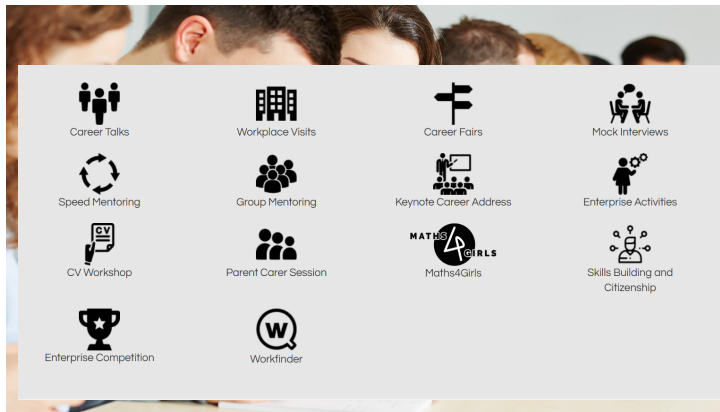 Career Talks
Workplace Visits
Career Fairs
Mock Interviews
Speed Mentoring
Group Mentoring
Keynote Career Address
Enterprise Activities
CV
CV Workshop
Parent Carer Session
MATHS 4 GIRLS
Maths4Girls
Skills Building and
Citizenship
Enterprise Competition
W
Workfinder